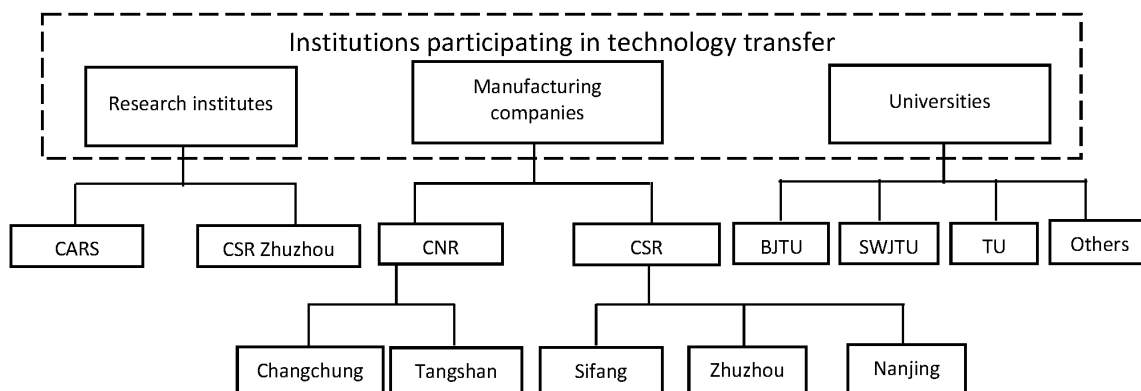 Institutions participating in technology transfer
Research institutes
Manufacturing
companies
Universities
CARS
CSR Zhuzhou
CNR
CSR
BJTU
SWJTU
TU
Others
Changchung
Tangshan
Sifang
Zhuzhou
Nanjing